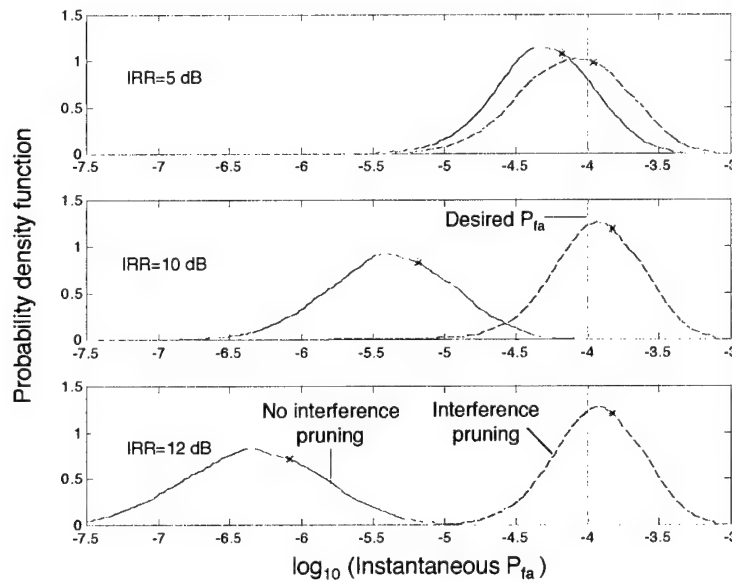 Probability density function
1.5
1
0.5
0
IRR=5 dB
-7.5 -7 -6.5 -6 -5.5 -5 -4.5 -4 -3.5 -3
1.5
1
0.5
0
IRR=10 dB
Desired Pfa
-7.5 -7 -6.5 -6 -5.5 -5 -4.5 -4 -3.5 -3
1.5
1
0.5
0
IRR=12 dB
No interference
pruning
Interference
pruning
-7.5 -7 -6.5 -6 -5.5 -5 -4.5 -4 -3.5 -3
log10 (Instantaneous Pfa)